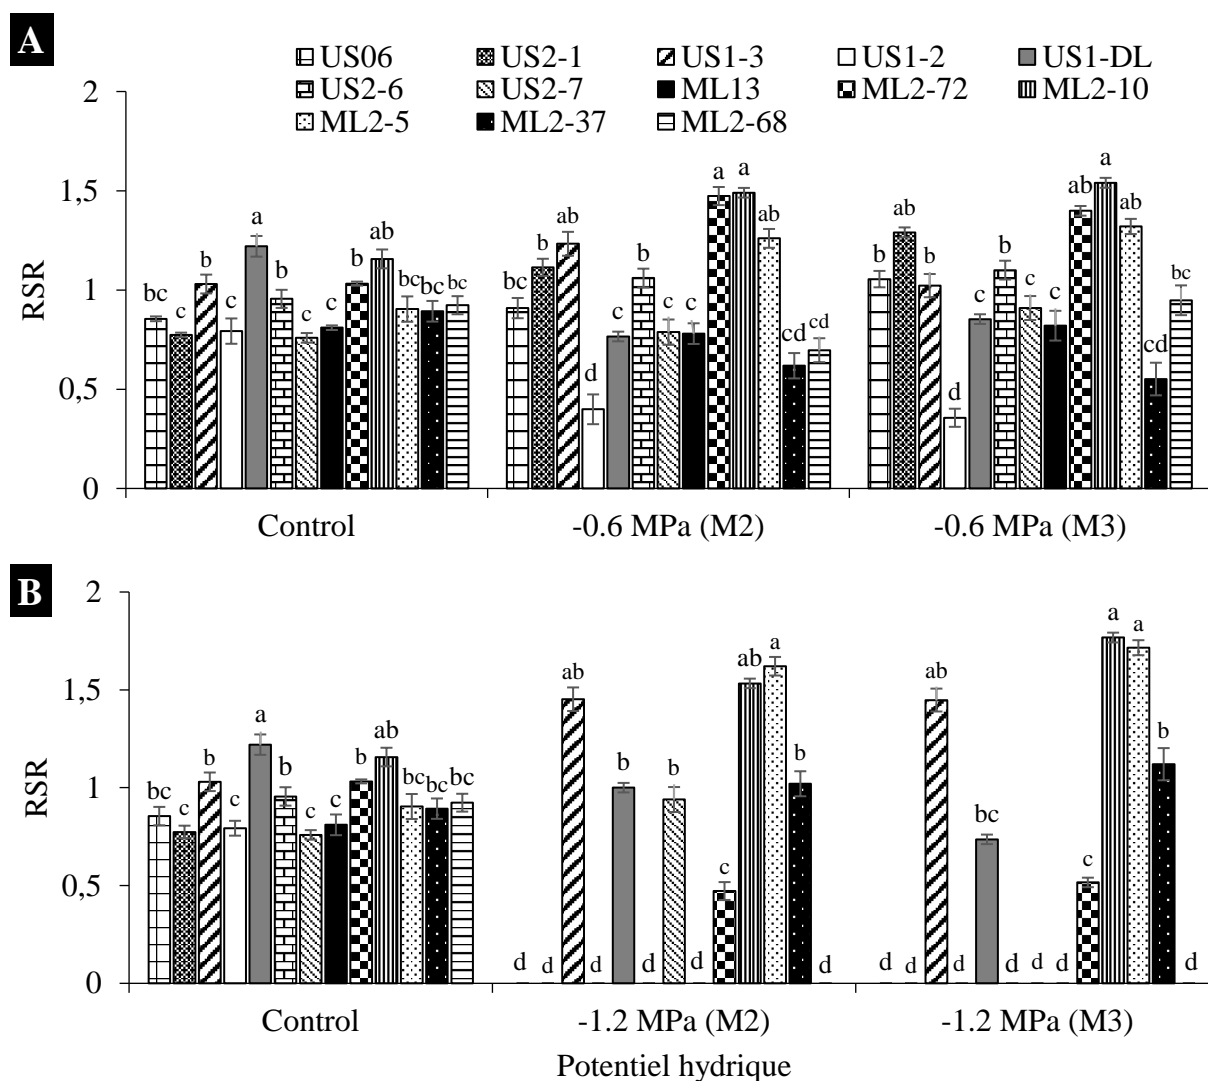 A
US06 US2-1 US1-3 US1-2 US1-DL
US2-6 US2-7 ML13 ML2-72 ML2-10
ML2-5 ML2-37 ML2-68
2
1,5
1
0,5
0
RSR
bc c b c a b c c b ab bc bc bc
b b ab d c b c c a a ab cd cd
b ab b d c b c c ab a ab cd bc
Control -0.6 MPa (M2) -0.6 MPa (M3)
B
2
1,5
1
0,5
0
RSR
bc c b c a b c c b ab bc bc bc
d d ab d b d b d c ab a b d
d d ab d bc d d d c a a b d
Control -1.2 MPa (M2) -1.2 MPa (M3)
Potentiel hydrique